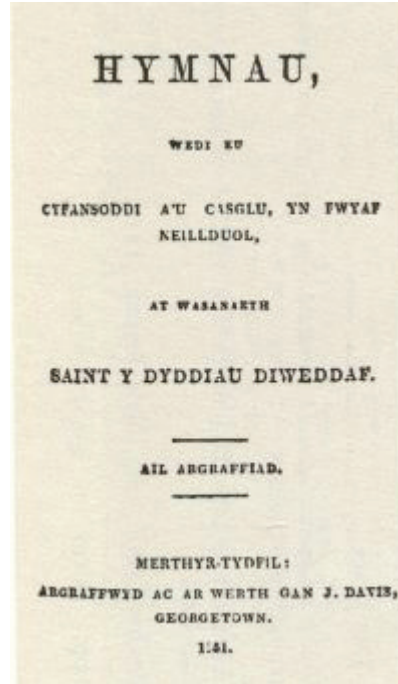 HYMNAU,
WEDI EU
CYFANSODDI A'U CASGLU, YN FWYAF
NEILLDUOL,
AT WASANAETH
SAINT Y DYDDIAU DIWEDDAF.
AIL ARGRAFFIAD.
MERTHYR-TYDFIL:
ARGRAFFWYD AC AR WERTH GAN J. DAVIS,
GEORGETOWN.